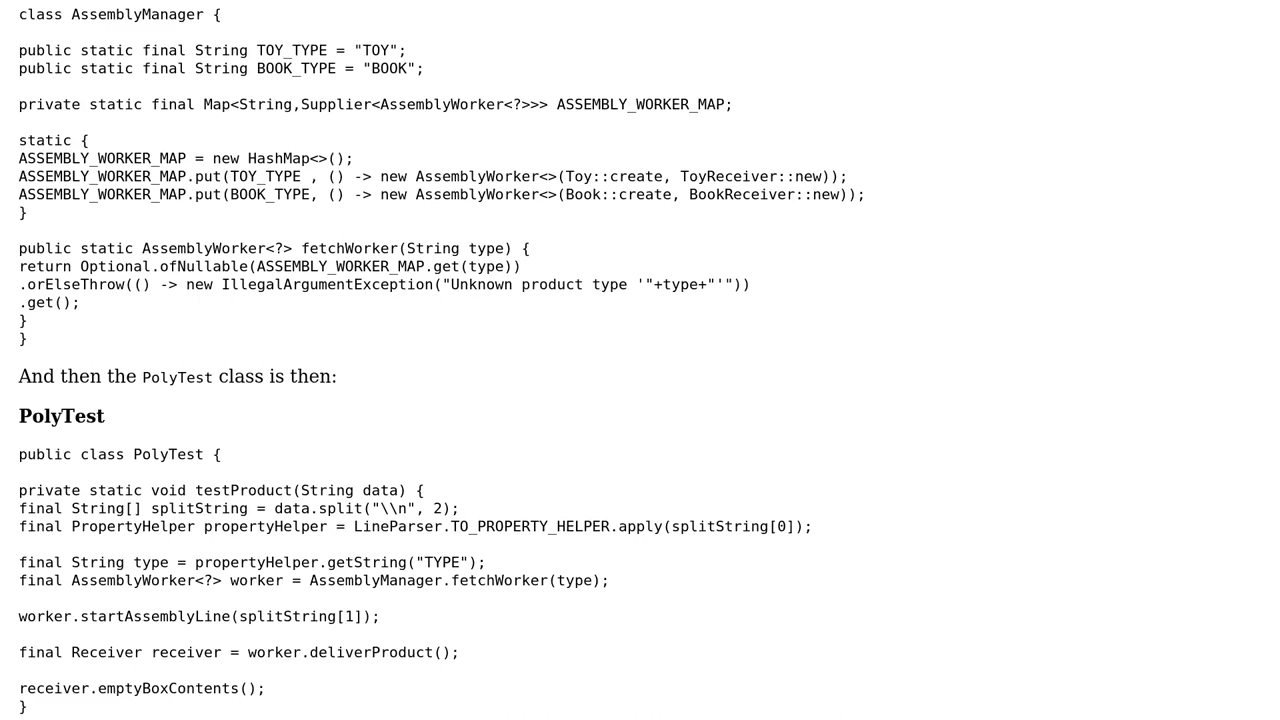 class AssemblyManager {
public static final String TOY_TYPE = "TOY";
public static final String BOOK_TYPE = "BOOK";
private static final Map<String,Supplier<AssemblyWorker<?>>> ASSEMBLY_WORKER_MAP;
static {
ASSEMBLY_WORKER_MAP = new HashMap<>();
ASSEMBLY_WORKER_MAP.put(TOY_TYPE , () -> new AssemblyWorker<>(Toy::create, ToyReceiver::new));
ASSEMBLY_WORKER_MAP.put(BOOK_TYPE, () -> new AssemblyWorker<>(Book::create, BookReceiver::new));
}
public static AssemblyWorker<?> fetchWorker(String type) {
return Optional.ofNullable(ASSEMBLY_WORKER_MAP.get(type))
.orElseThrow(() -> new IllegalArgumentException("Unknown product type '"+type+"'"))
.get();
}
}
And then the PolyTest class is then:
PolyTest
public class PolyTest {
private static void testProduct(String data) {
final String[] splitString = data.split("\\n", 2);
final PropertyHelper propertyHelper = LineParser.TO_PROPERTY_HELPER.apply(splitString[0]);
final String type = propertyHelper.getString("TYPE");
final AssemblyWorker<?> worker = AssemblyManager.fetchWorker(type);
worker.startAssemblyLine(splitString[1]);
final Receiver receiver = worker.deliverProduct();
receiver.emptyBoxContents();
}